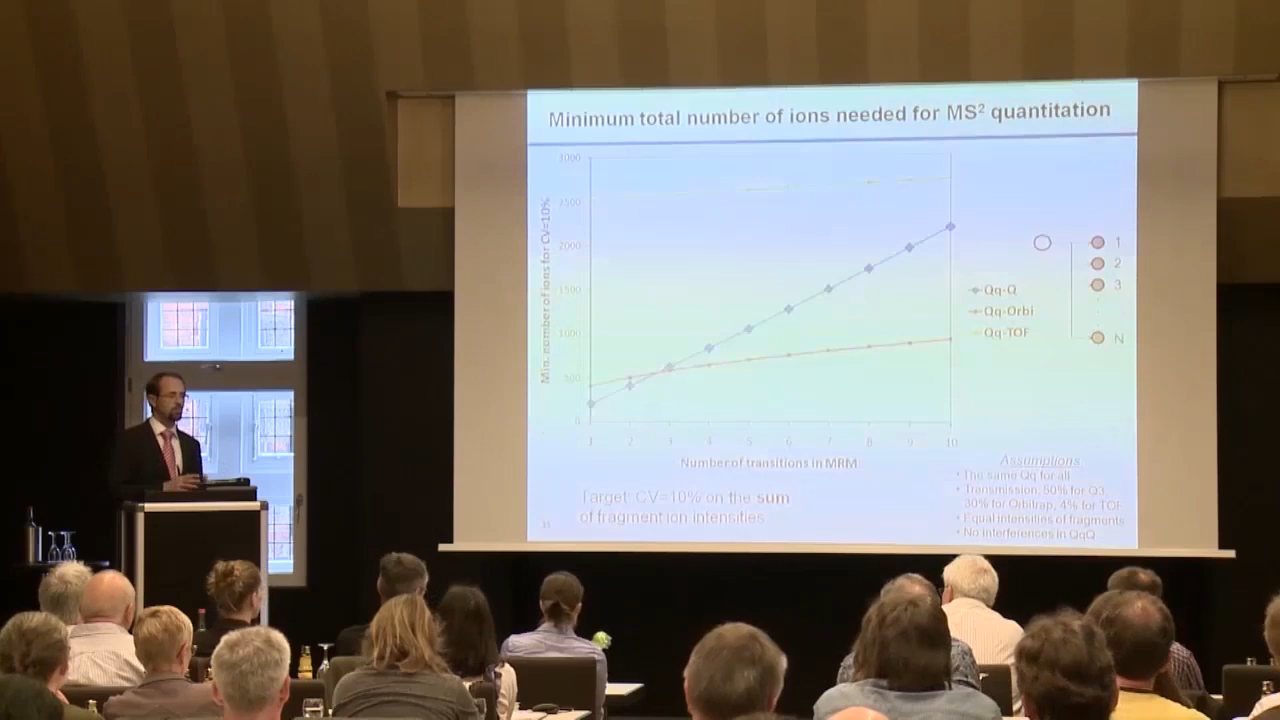 Minimum total number of ions needed for MS² quantitation
Min. number of ions for CV=10%
3000
2500
2000
1500
1000
500
0
1 2 3 4 5 6 7 8 9 10
Number of transitions in MRM
Qq-Q
Qq-Orbi
Qq-TOF
1
2
3
N
Target: CV=10% on the sum
of fragment ion intensities
Assumptions
• The same Qq for all
• Transmission: 50% for Q3,
30% for Orbitrap, 4% for TOF
• Equal intensities of fragments
• No interferences in QqQ